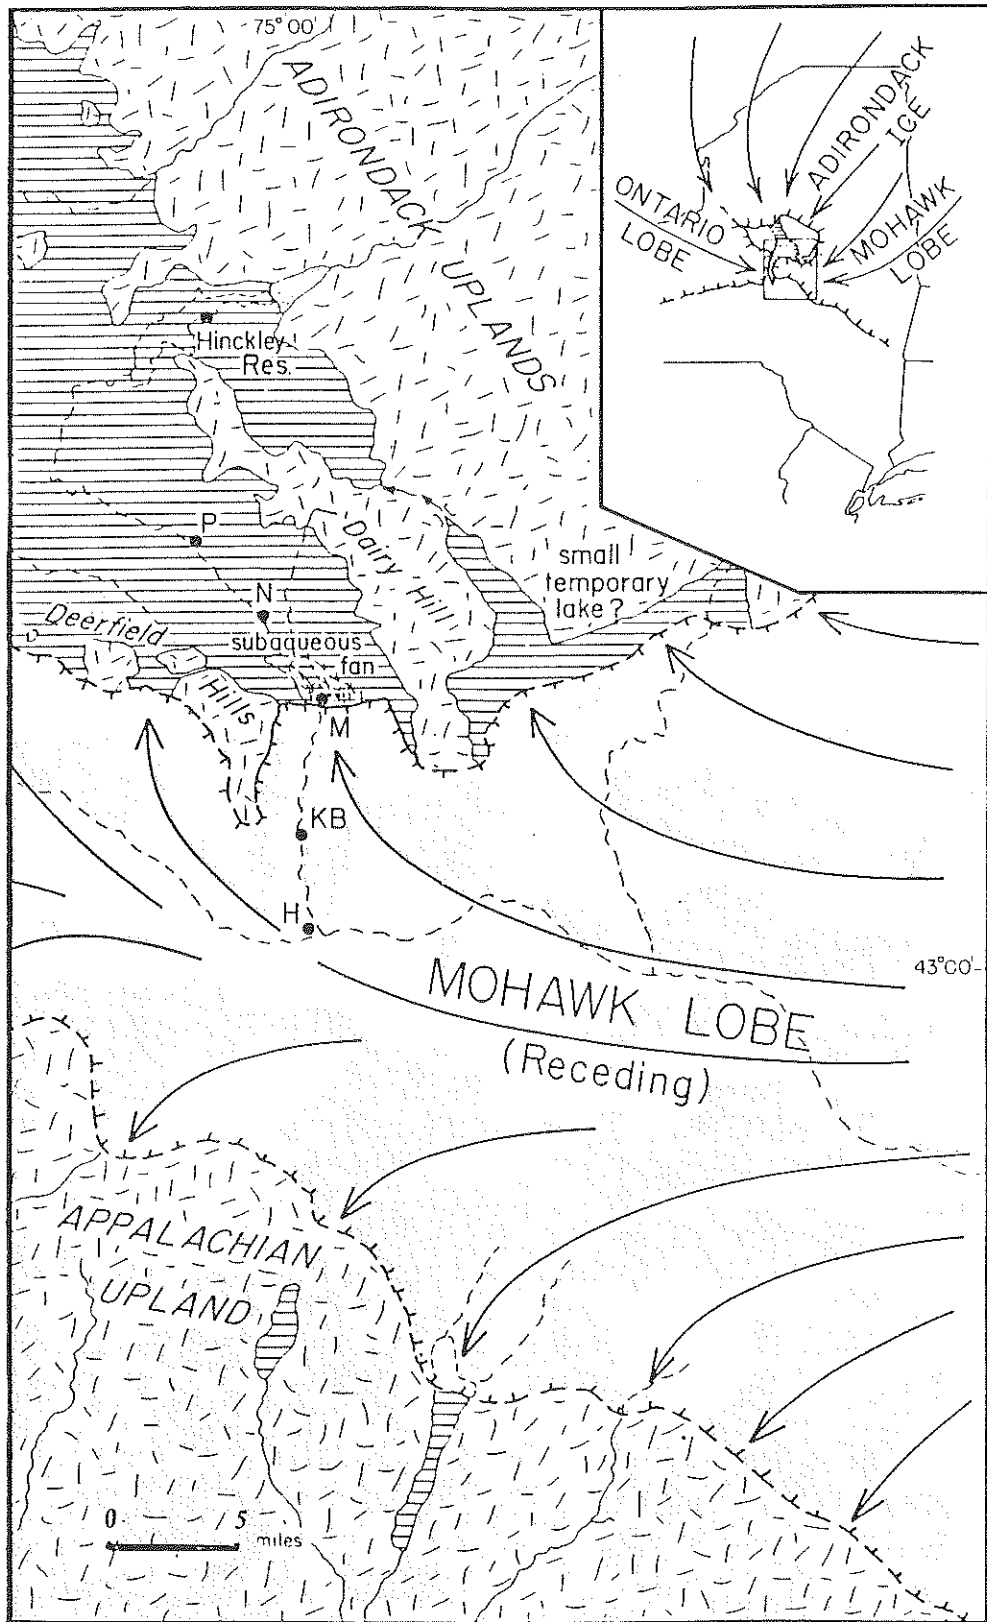 75° 00'
ADIRONDACK
UPLANDS
ADIRONDACK
ICE
ONTARIO
LOBE
MOHAWK
LOBE
Hinckley
Res.
P
Dairy
Hills
small
temporary
lake?
N
Deerfield
Hills
subaqueous
fan
M
KB
H
43°00'
MOHAWK LOBE
(Receding)
APPALACHIAN
UPLAND
0 5
miles